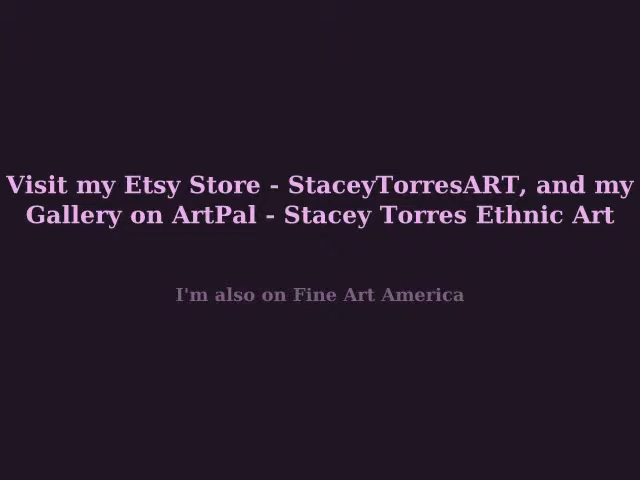 Visit my Etsy Store - StaceyTorresART, and my
Gallery on ArtPal - Stacey Torres Ethnic Art
I'm also on Fine Art America